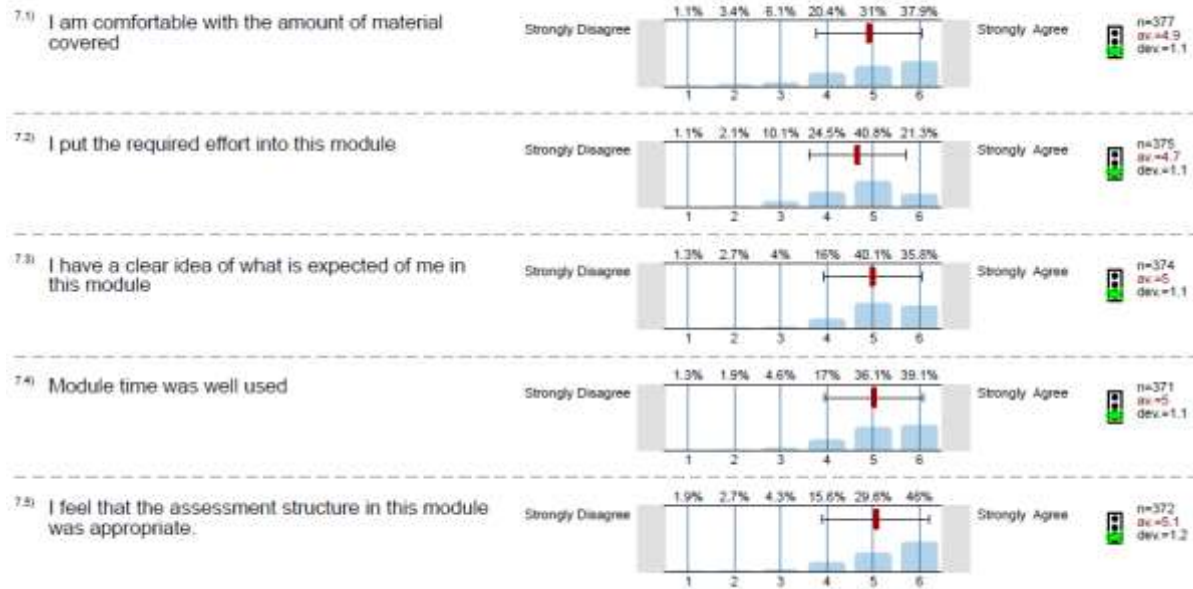 7.1) I am comfortable with the amount of material
covered
Strongly Disagree
1.1% 3.4% 6.1% 20.4% 31% 37.9%
1 2 3 4 5 6
Strongly Agree
n=377
av.=4.9
dev.=1.1
7.2) I put the required effort into this module
Strongly Disagree
1.1% 2.1% 10.1% 24.5% 40.8% 21.3%
1 2 3 4 5 6
Strongly Agree
n=375
av.=4.7
dev.=1.1
7.3) I have a clear idea of what is expected of me in
this module
Strongly Disagree
1.3% 2.7% 4% 16% 40.1% 35.8%
1 2 3 4 5 6
Strongly Agree
n=374
av.=5
dev.=1.1
7.4) Module time was well used
Strongly Disagree
1.3% 1.9% 4.6% 17% 36.1% 39.1%
1 2 3 4 5 6
Strongly Agree
n=371
av.=5
dev.=1.1
7.5) I feel that the assessment structure in this module
was appropriate.
Strongly Disagree
1.9% 2.7% 4.3% 15.6% 29.6% 46%
1 2 3 4 5 6
Strongly Agree
n=372
av.=5.1
dev.=1.2